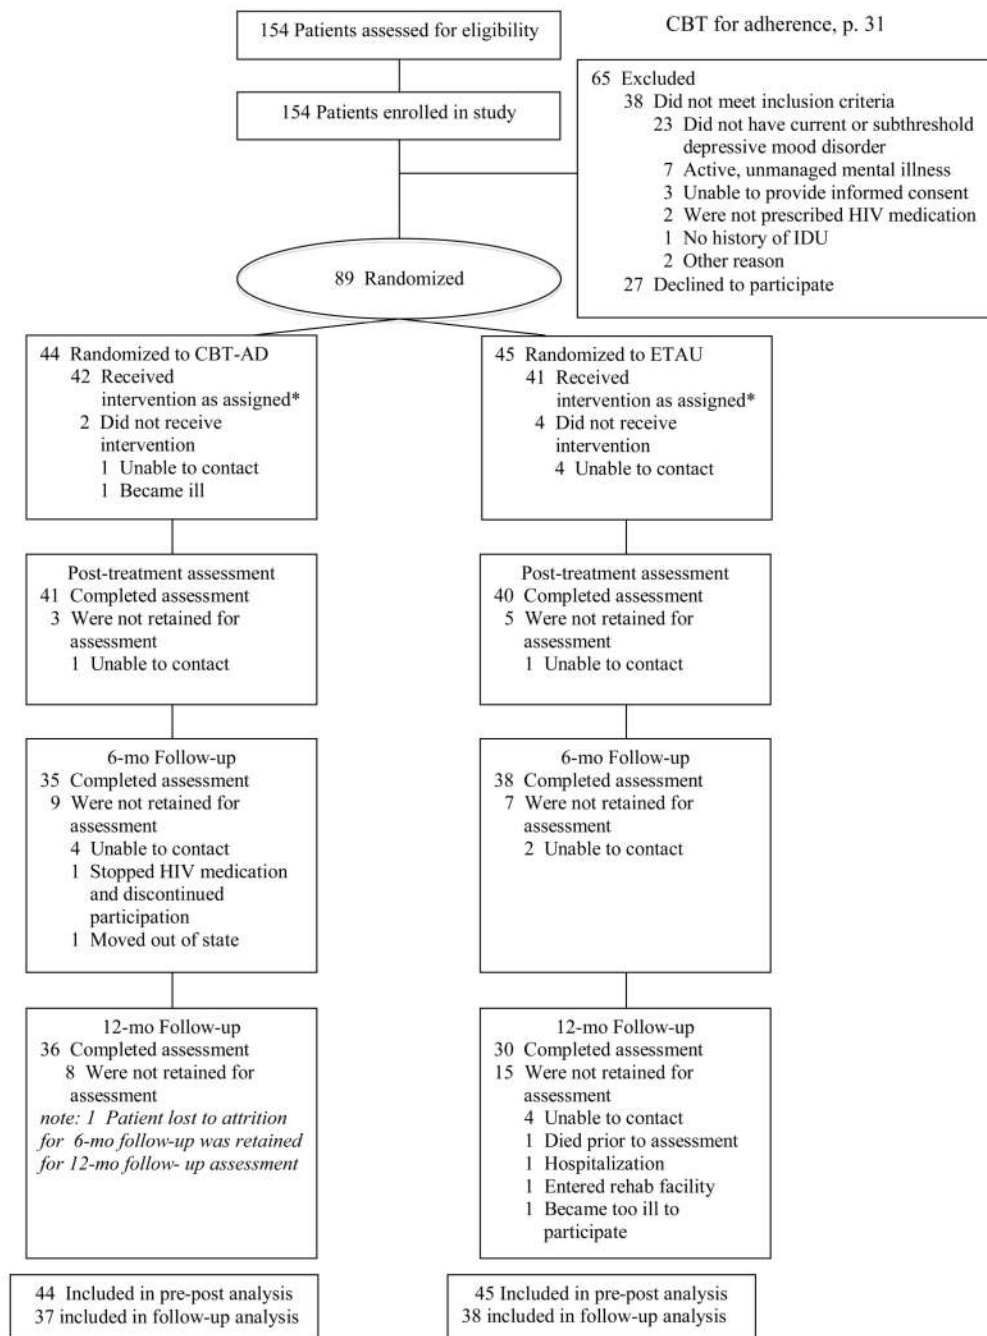 154 Patients assessed for eligibility
CBT for adherence, p. 31
154 Patients enrolled in study
65 Excluded
38 Did not meet inclusion criteria
23 Did not have current or subthreshold
depressive mood disorder
7 Active, unmanaged mental illness
3 Unable to provide informed consent
2 Were not prescribed HIV medication
1 No history of IDU
2 Other reason
27 Declined to participate
89 Randomized
44 Randomized to CBT-AD
42 Received
intervention as assigned*
2 Did not receive
intervention
1 Unable to contact
1 Became ill
45 Randomized to ETAU
41 Received
intervention as assigned*
4 Did not receive
intervention
4 Unable to contact
Post-treatment assessment
41 Completed assessment
3 Were not retained for
assessment
1 Unable to contact
Post-treatment assessment
40 Completed assessment
5 Were not retained for
assessment
1 Unable to contact
6-mo Follow-up
35 Completed assessment
9 Were not retained for
assessment
4 Unable to contact
1 Stopped HIV medication
and discontinued
participation
1 Moved out of state
6-mo Follow-up
38 Completed assessment
7 Were not retained for
assessment
2 Unable to contact
12-mo Follow-up
36 Completed assessment
8 Were not retained for
assessment
note: 1 Patient lost to attrition
for 6-mo follow-up was retained
for 12-mo follow- up assessment
12-mo Follow-up
30 Completed assessment
15 Were not retained for
assessment
4 Unable to contact
1 Died prior to assessment
1 Hospitalization
1 Entered rehab facility
1 Became too ill to
participate
44 Included in pre-post analysis
37 included in follow-up analysis
45 Included in pre-post analysis
38 included in follow-up analysis